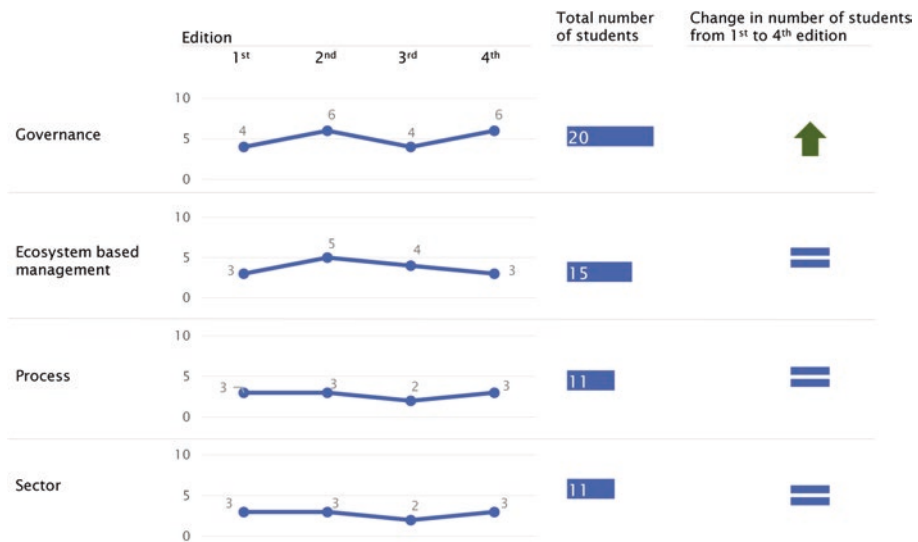 Edition
1st
2nd
3rd
4th
Total number
of students
Change in number of students
from 1st to 4th edition
Governance
10
5
0
4
6
4
6
20
Ecosystem based
management
10
5
0
3
5
4
3
15
Process
10
5
0
3
3
2
3
11
Sector
10
5
0
3
3
2
3
11